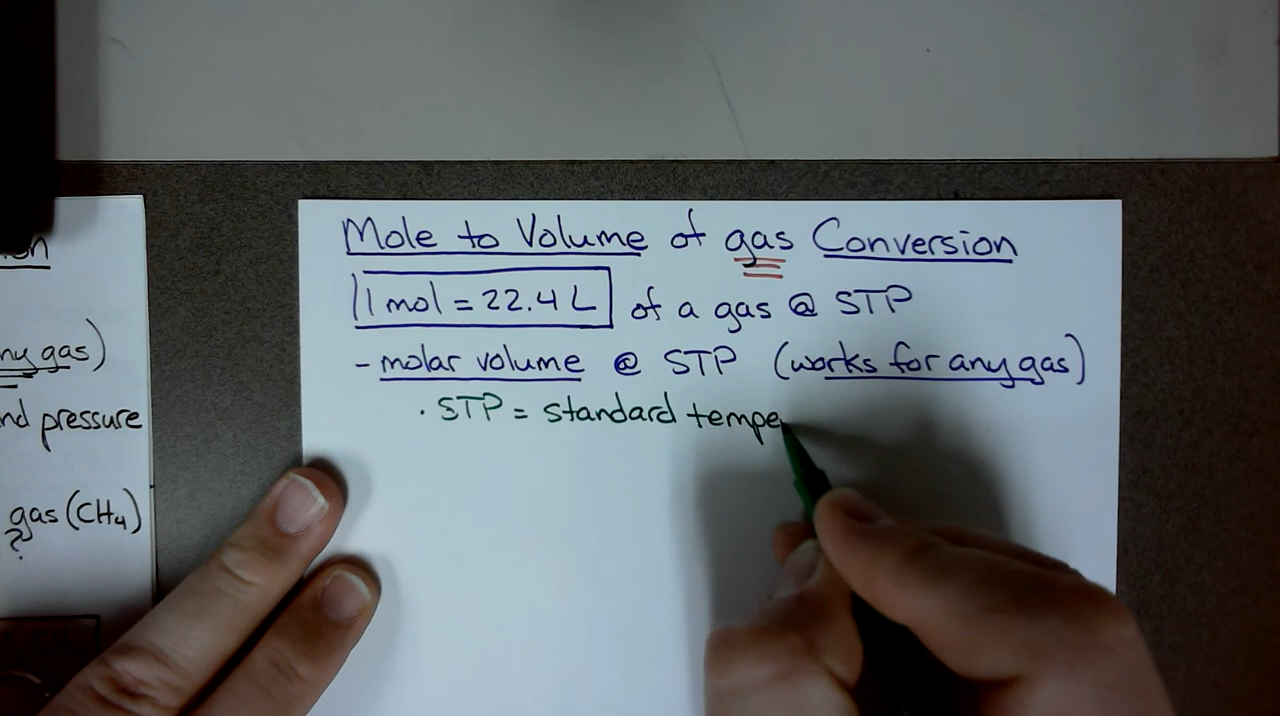 Mole to Volume of gas Conversion
1 mol = 22.4 L of a gas @ STP
- molar volume @ STP (works for any gas)
· STP = standard tempe
gas)
nd pressure
gas (CH4)
?